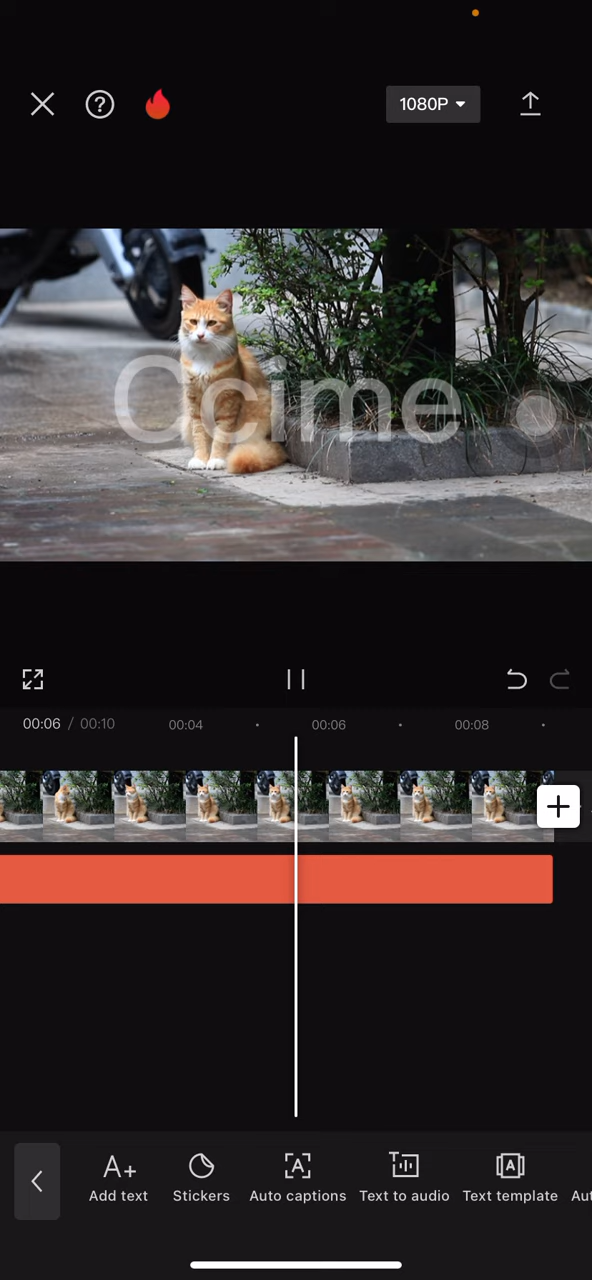 1080P
Ccime
00:06 / 00:10
00:04
00:06
00:08
Add text
Stickers
Auto captions
Text to audio
Text template
Aut